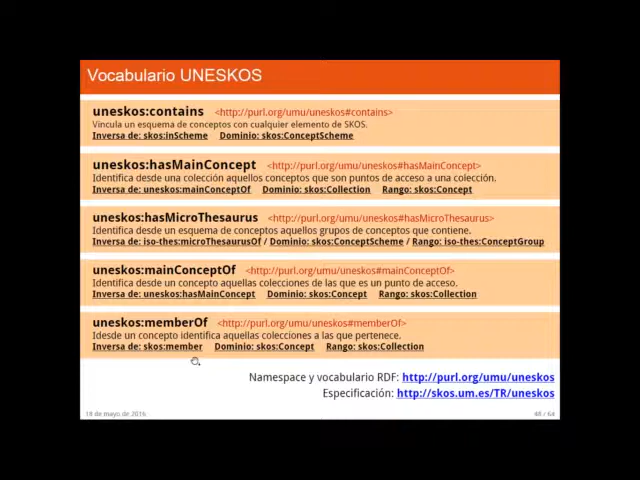 Vocabulario UNESKOS
uneskos:contains <http://purl.org/umu/uneskos#contains>
Vincula un esquema de conceptos con cualquier elemento de SKOS.
Inversa de: skos:inScheme Dominio: skos:ConceptScheme
uneskos:hasMainConcept <http://purl.org/umu/uneskos#hasMainConcept>
Identifica desde una colección aquellos conceptos que son puntos de acceso a una colección.
Inversa de: uneskos:mainConceptOf Dominio: skos:Collection Rango: skos:Concept
uneskos:hasMicroThesaurus <http://purl.org/umu/uneskos#hasMicroThesaurus>
Identifica desde un esquema de conceptos aquellos grupos de conceptos que contiene.
Inversa de: iso-thes:microThesaurusOf / Dominio: skos:ConceptScheme / Rango: iso-thes:ConceptGroup
uneskos:mainConceptOf <http://purl.org/umu/uneskos#mainConceptOf>
Identifica desde un concepto aquellas colecciones de las que es un punto de acceso.
Inversa de: uneskos:hasMainConcept Dominio: skos:Concept Rango: skos:Collection
uneskos:memberOf <http://purl.org/umu/uneskos#memberOf>
Idesde un concepto identifica aquellas colecciones a las que pertenece.
Inversa de: skos:member Dominio: skos:Concept Rango: skos:Collection
Namespace y vocabulario RDF: http://purl.org/umu/uneskos
Especificación: http://skos.um.es/TR/uneskos
18 de mayo de 2016 48 / 64